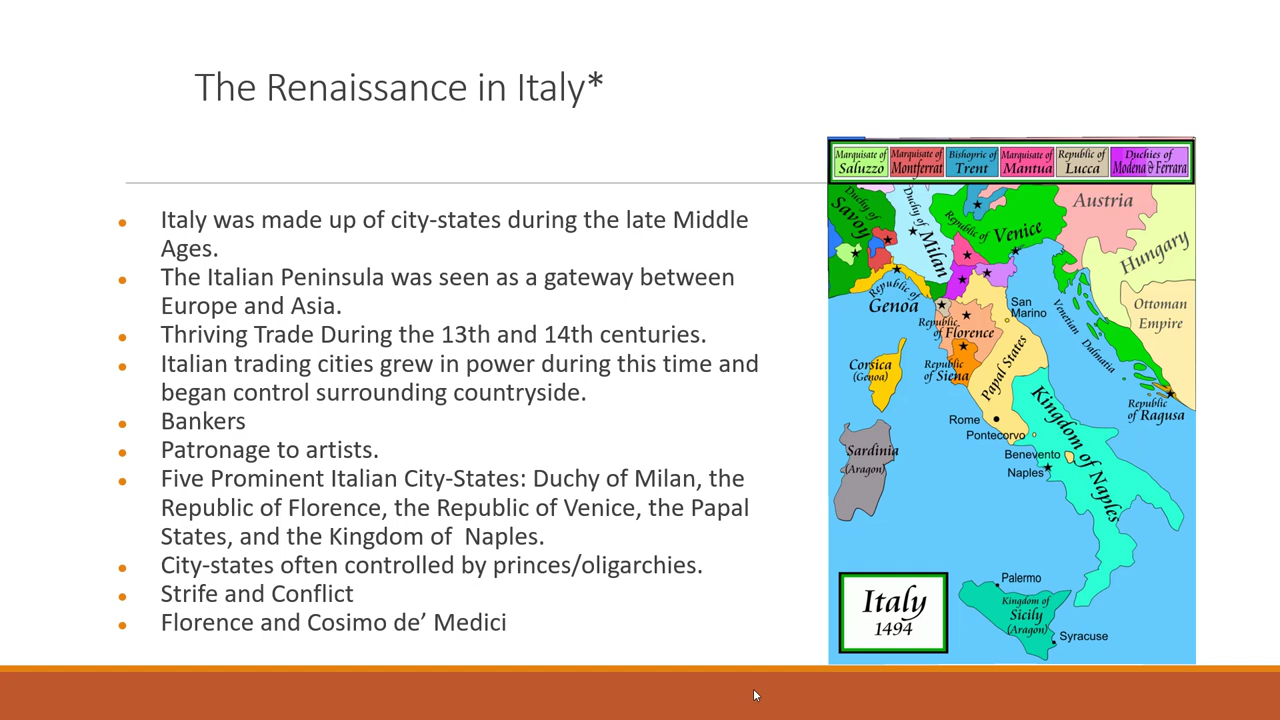 The Renaissance in Italy*
Italy was made up of city-states during the late Middle
Ages.
The Italian Peninsula was seen as a gateway between
Europe and Asia.
Thriving Trade During the 13th and 14th centuries.
Italian trading cities grew in power during this time and
began control surrounding countryside.
Bankers
Patronage to artists.
Five Prominent Italian City-States: Duchy of Milan, the
Republic of Florence, the Republic of Venice, the Papal
States, and the Kingdom of  Naples.
City-states often controlled by princes/oligarchies.
Strife and Conflict
Florence and Cosimo de’ Medici
Marquisate of
Saluzzo
Marquisate of
Montferrat
Bishopric of
Trent
Marquisate of
Mantua
Republic of
Lucca
Duchies of
Modena & Ferrara
Duchy of
Savoy
Duchy of
Milan
Republic of
Venice
Austria
Hungary
Ottoman
Empire
Republic of
Genoa
San
Marino
Republic
of Florence
Venetian
Dalmatia
Corsica
(Genoa)
Republic
of Siena
Papal States
Republic
of Ragusa
Rome
Pontecorvo
Kingdom of Naples
Sardinia
(Aragon)
Benevento
Naples
Palermo
Kingdom of
Sicily
(Aragon)
Syracuse
Italy
1494